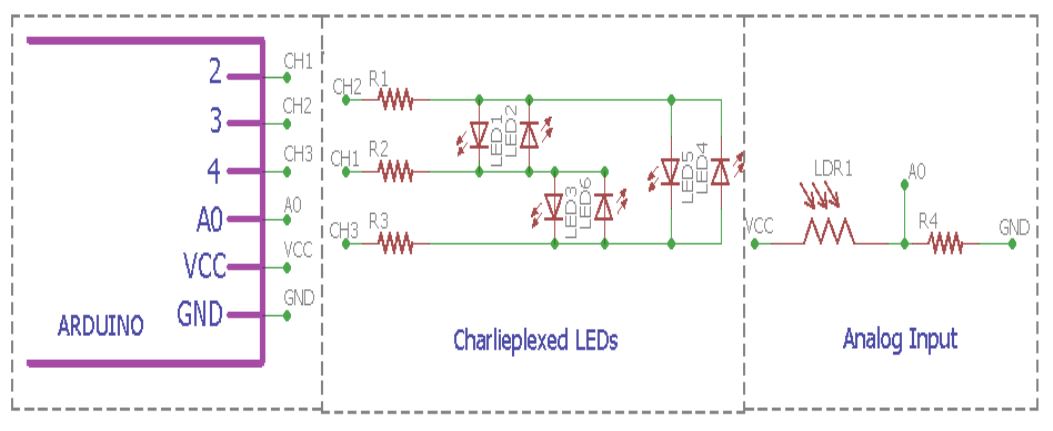 2
CH1
3
CH2
4
CH3
A0
A0
VCC
VCC
GND
GND
ARDUINO
CH2
R1
LED1
LED2
CH1
R2
LED3
LED6
LED5
LED4
CH3
R3
Charlieplexed LEDs
LDR1
A0
VCC
R4
GND
Analog Input